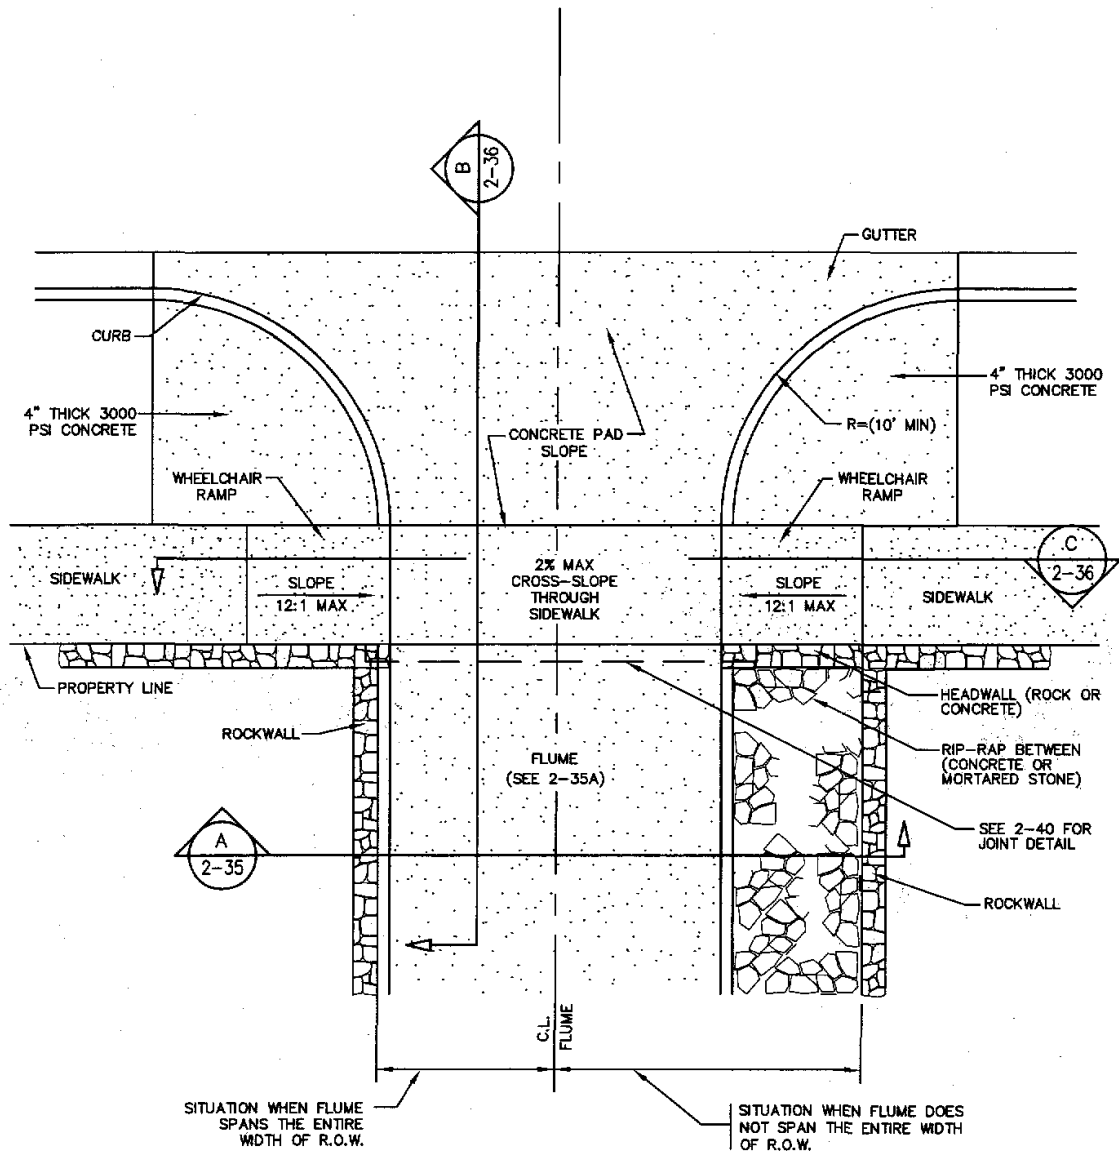 B
2-36
GUTTER
CURB
4" THICK 3000
PSI CONCRETE
4" THICK 3000
PSI CONCRETE
R=(10' MIN)
CONCRETE PAD
SLOPE
WHEELCHAIR
RAMP
WHEELCHAIR
RAMP
C
2-36
SIDEWALK
SLOPE
12:1 MAX
2% MAX
CROSS-SLOPE
THROUGH
SIDEWALK
SLOPE
12:1 MAX
SIDEWALK
PROPERTY LINE
HEADWALL (ROCK OR
CONCRETE)
ROCKWALL
FLUME
(SEE 2-35A)
RIP-RAP BETWEEN
(CONCRETE OR
MORTARED STONE)
SEE 2-40 FOR
JOINT DETAIL
A
2-35
ROCKWALL
C.L.
FLUME
SITUATION WHEN FLUME
SPANS THE ENTIRE
WIDTH OF R.O.W.
SITUATION WHEN FLUME DOES
NOT SPAN THE ENTIRE WIDTH
OF R.O.W.